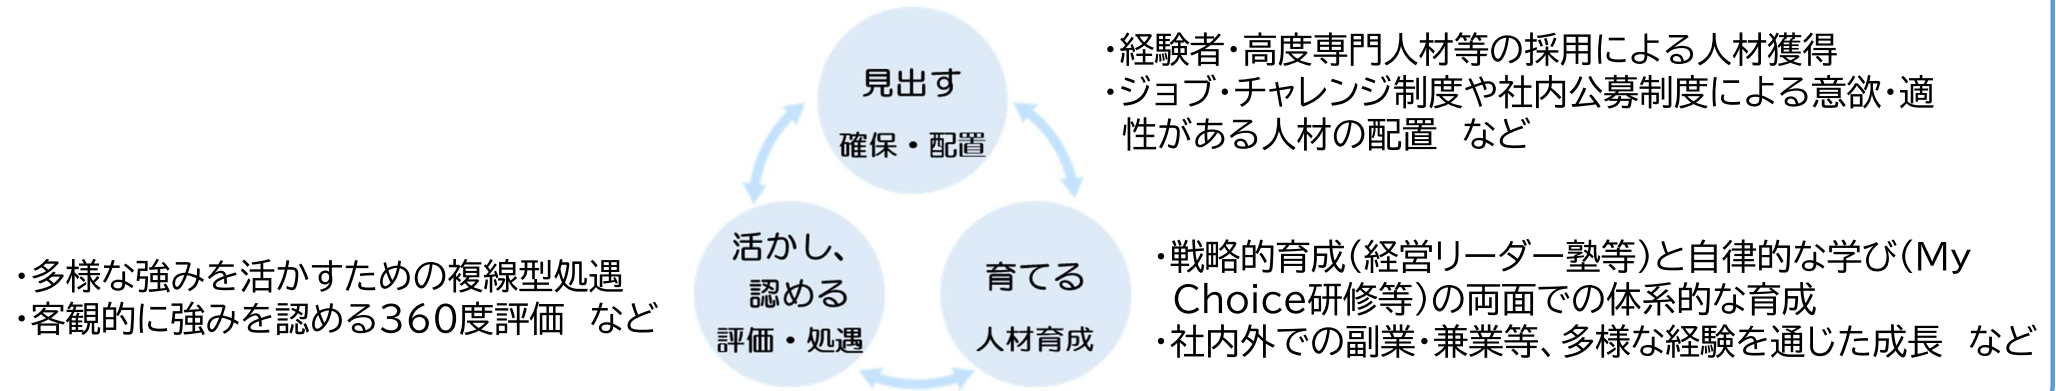 見出す
確保・配置
・経験者・高度専門人材等の採用による人材獲得
・ジョブ・チャレンジ制度や社内公募制度による意欲・適
性がある人材の配置　など
活かし、
認める
評価・処遇
・多様な強みを活かすための複線型処遇
・客観的に強みを認める360度評価　など
育てる
人材育成
・戦略的育成（経営リーダー塾等）と自律的な学び（My
Choice研修等）の両面での体系的な育成
・社内外での副業・兼業等、多様な経験を通じた成長　など